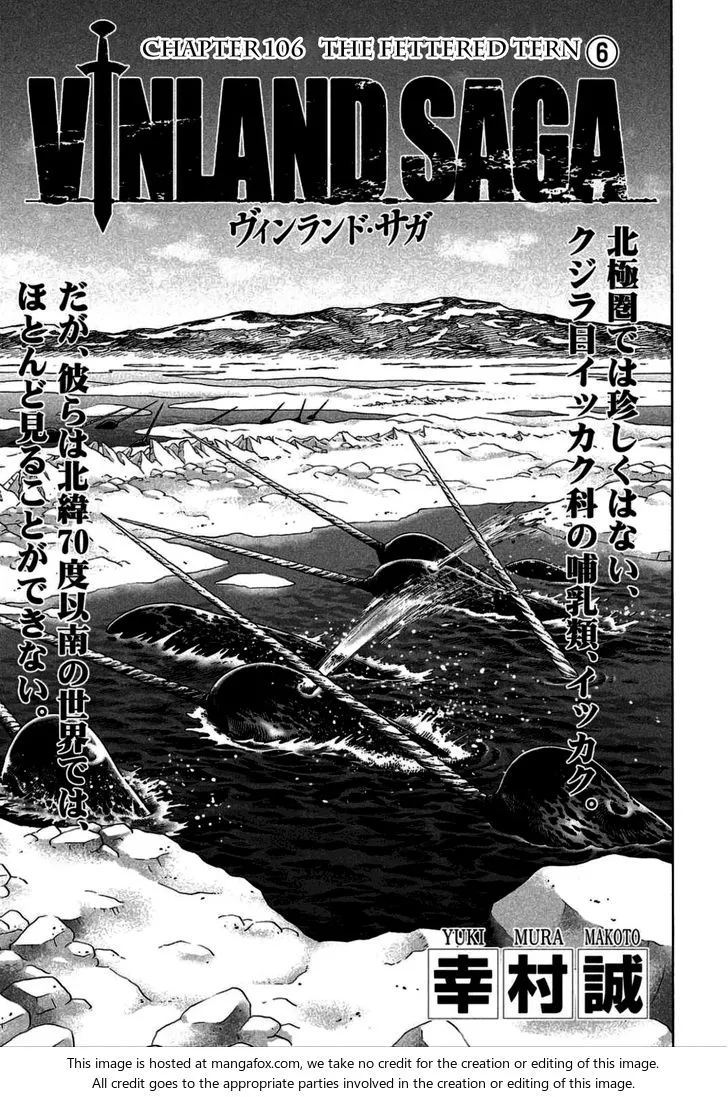 CHAPTER 106 THE FETTERED TERN ⑥
VINLAND SAGA
ヴィンランド・サガ
北極圏では珍しくはない、
クジラ目イッカク科の哺乳類、イッカク。
だが、彼らは北緯70度以南の世界では、
ほとんど見ることができない。
YUKI MURA MAKOTO
幸村誠
This image is hosted at mangafox.com, we take no credit for the creation or editing of this image.
All credit goes to the appropriate parties involved in the creation or editing of this image.